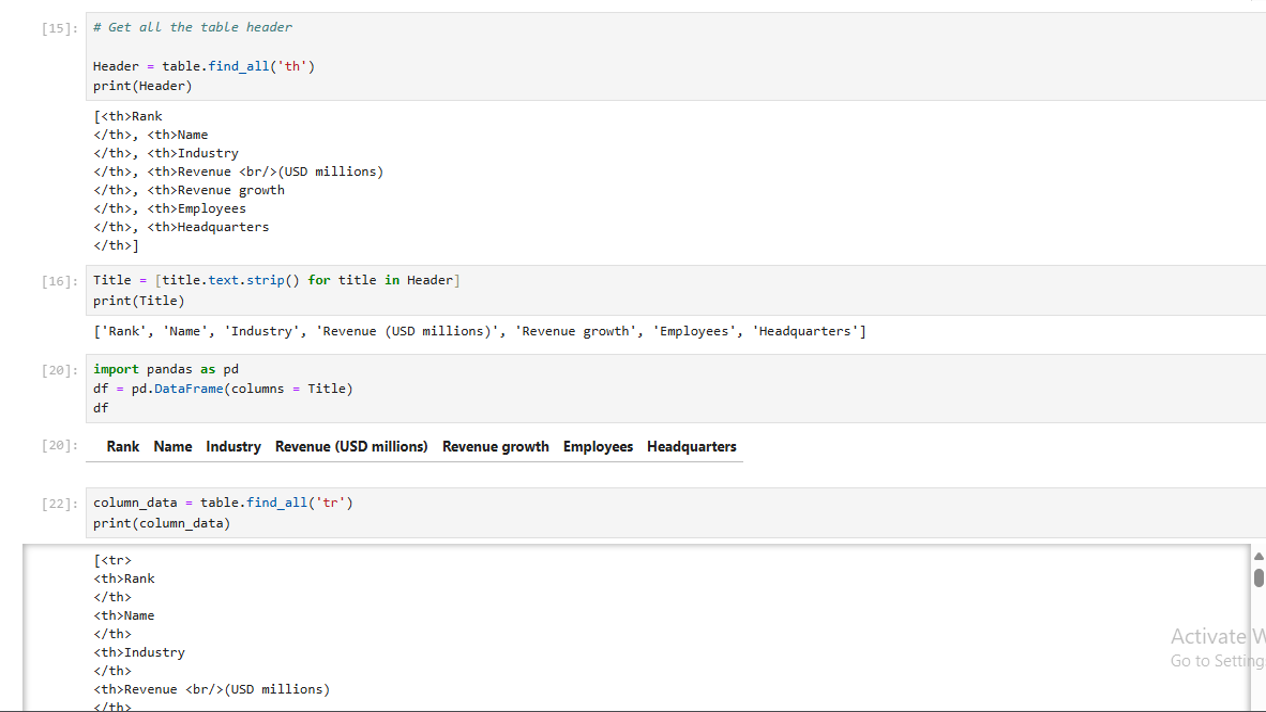 [15]: # Get all the table header
Header = table.find_all('th')
print(Header)
[<th>Rank
</th>, <th>Name
</th>, <th>Industry
</th>, <th>Revenue <br/>(USD millions)
</th>, <th>Revenue growth
</th>, <th>Employees
</th>, <th>Headquarters
</th>]
[16]: Title = [title.text.strip() for title in Header]
print(Title)
['Rank', 'Name', 'Industry', 'Revenue (USD millions)', 'Revenue growth', 'Employees', 'Headquarters']
[20]: import pandas as pd
df = pd.DataFrame(columns = Title)
df
[20]: Rank Name Industry Revenue (USD millions) Revenue growth Employees Headquarters
[22]: column_data = table.find_all('tr')
print(column_data)
[<tr>
<th>Rank
</th>
<th>Name
</th>
<th>Industry
</th>
<th>Revenue <br/>(USD millions)
</th>
Activate W
Go to Setting